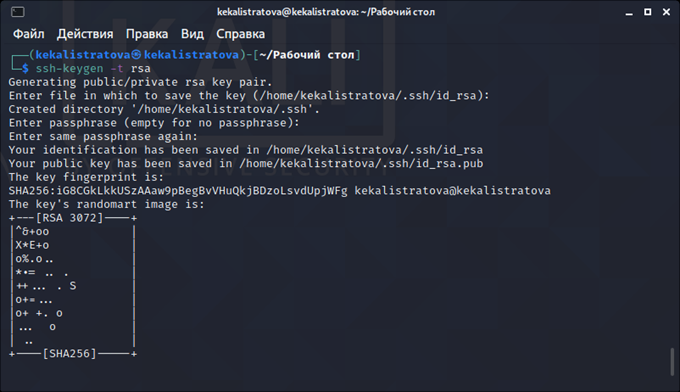 kekalistratova@kekalistratova: ~/Рабочий стол
Файл Действия Правка Вид Справка
┌──(kekalistratova㉿kekalistratova)-[~/Рабочий стол]
└─$ ssh-keygen -t rsa
Generating public/private rsa key pair.
Enter file in which to save the key (/home/kekalistratova/.ssh/id_rsa):
Created directory '/home/kekalistratova/.ssh'.
Enter passphrase (empty for no passphrase):
Enter same passphrase again:
Your identification has been saved in /home/kekalistratova/.ssh/id_rsa
Your public key has been saved in /home/kekalistratova/.ssh/id_rsa.pub
The key fingerprint is:
SHA256:iG8CGkLkkUSzAAaw9pBegBvVHuQkjBDzoLsvdUpjWFg kekalistratova@kekalistratova
The key's randomart image is:
+---[RSA 3072]----+
|^&+oo            |
|X*E+o            |
|o%.o..           |
|*•= .. .         |
|++... . S        |
|o+=...           |
|o+ +. o          |
|...  o           |
| ..              |
+----[SHA256]-----+